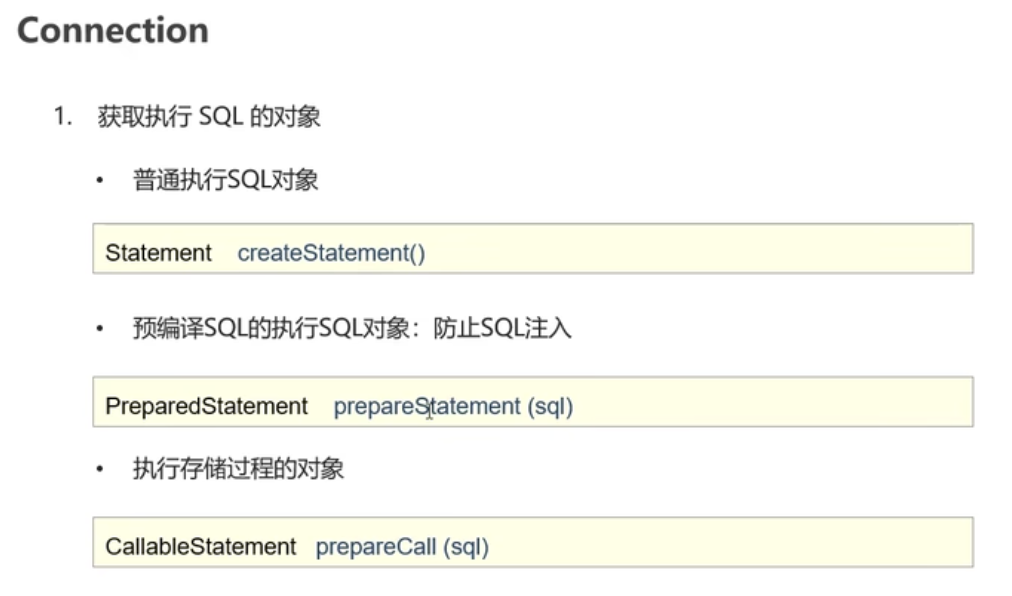 Connection
1. 获取执行 SQL 的对象
• 普通执行SQL对象
Statement createStatement()
• 预编译SQL的执行SQL对象：防止SQL注入
PreparedStatement prepareStatement (sql)
• 执行存储过程的对象
CallableStatement prepareCall (sql)